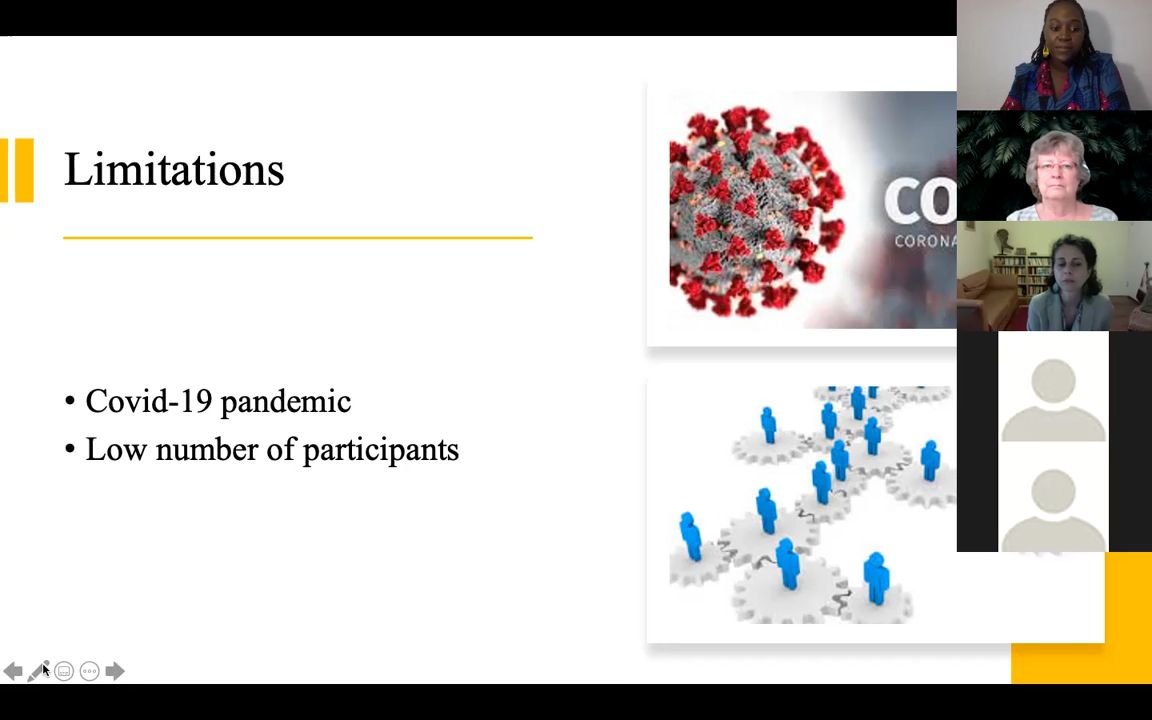 Limitations
• Covid-19 pandemic
• Low number of participants
CO
CORONA